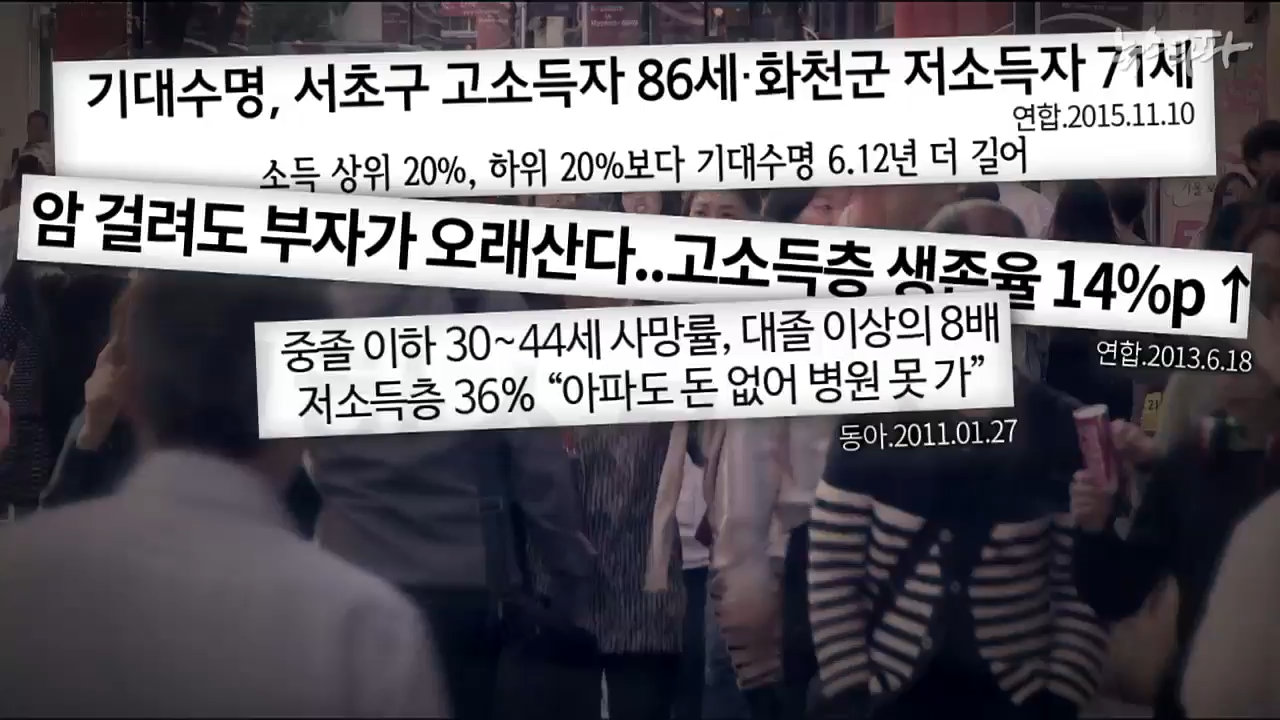 뉴스타파
기대수명, 서초구 고소득자 86세·화천군 저소득자 71세
연합.2015.11.10
소득 상위 20%, 하위 20%보다 기대수명 6.12년 더 길어
암 걸려도 부자가 오래산다..고소득층 생존율 14%p ↑
연합.2013.6.18
중졸 이하 30~44세 사망률, 대졸 이상의 8배
저소득층 36% “아파도 돈 없어 병원 못 가”
동아.2011.01.27